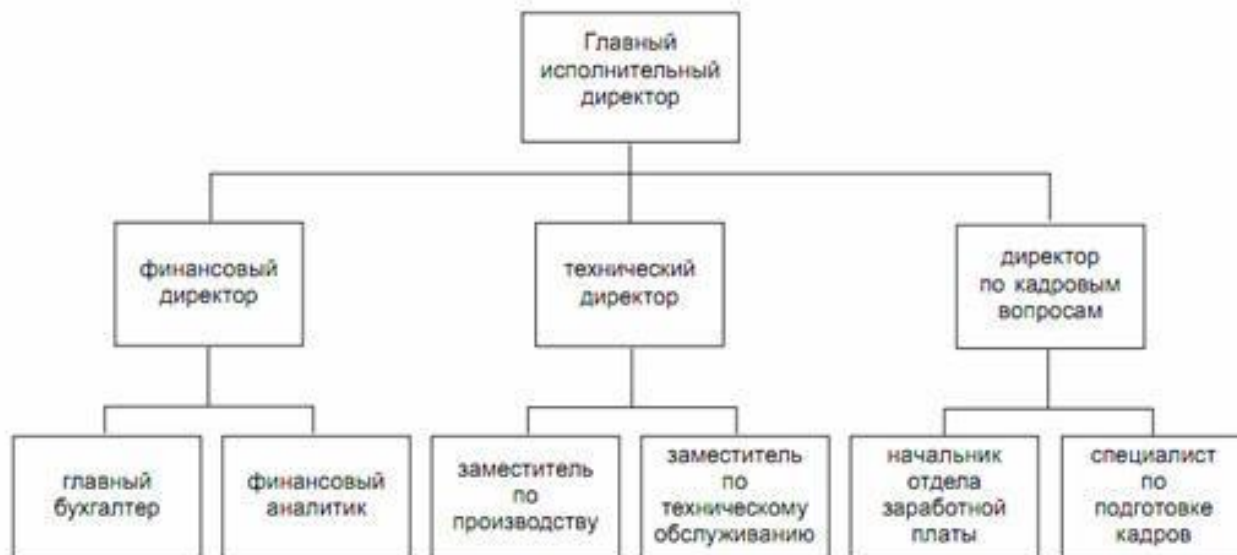 Главный
исполнительный
директор
финансовый
директор
технический
директор
директор
по кадровым
вопросам
главный
бухгалтер
финансовый
аналитик
заместитель
по
производству
заместитель
по
техническому
обслуживанию
начальник
отдела
заработной
платы
специалист
по
подготовке
кадров